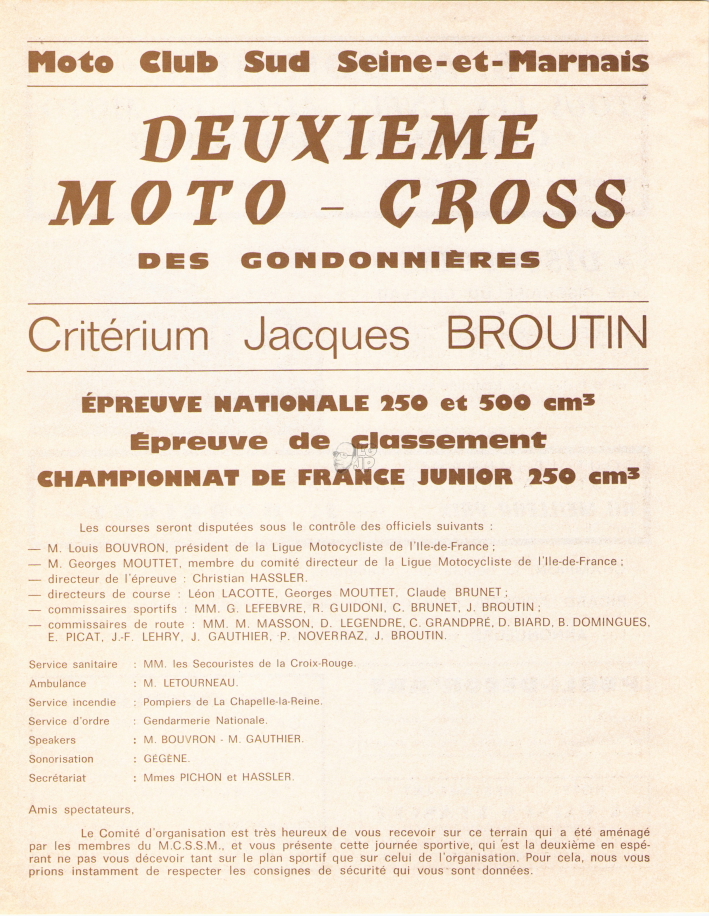 Moto Club Sud Seine-et-Marnais
DEUXIEME
MOTO - CROSS
DES GONDONNIÈRES
Critérium Jacques BROUTIN
ÉPREUVE NATIONALE 250 et 500 cm³
Épreuve de classement
CHAMPIONNAT DE FRANCE JUNIOR 250 cm³
Les courses seront disputées sous le contrôle des officiels suivants :
— M. Louis BOUVRON, président de la Ligue Motocycliste de l'Ile-de-France ;
— M. Georges MOUTTET, membre du comité directeur de la Ligue Motocycliste de l'Ile-de-France ;
— directeur de l'épreuve : Christian HASSLER.
— directeurs de course : Léon LACOTTE, Georges MOUTTET, Claude BRUNET ;
— commissaires sportifs : MM. G. LEFEBVRE, R. GUIDONI, C. BRUNET, J. BROUTIN ;
— commissaires de route : MM. M. MASSON, D. LEGENDRE, C. GRANDPRÉ, D. BIARD, B. DOMINGUES,
E. PICAT, J.-F. LEHRY, J. GAUTHIER, P. NOVERRAZ, J. BROUTIN.
Service sanitaire : MM. les Secouristes de la Croix-Rouge.
Ambulance : M. LETOURNEAU.
Service incendie : Pompiers de La Chapelle-la-Reine.
Service d'ordre : Gendarmerie Nationale.
Speakers : M. BOUVRON - M. GAUTHIER.
Sonorisation : GÉGÈNE.
Secrétariat : Mmes PICHON et HASSLER.
Amis spectateurs,
Le Comité d'organisation est très heureux de vous recevoir sur ce terrain qui a été aménagé
par les membres du M.C.S.S.M., et vous présente cette journée sportive, qui est la deuxième en espé-
rant ne pas vous décevoir tant sur le plan sportif que sur celui de l'organisation. Pour cela, nous vous
prions instamment de respecter les consignes de sécurité qui vous sont données.